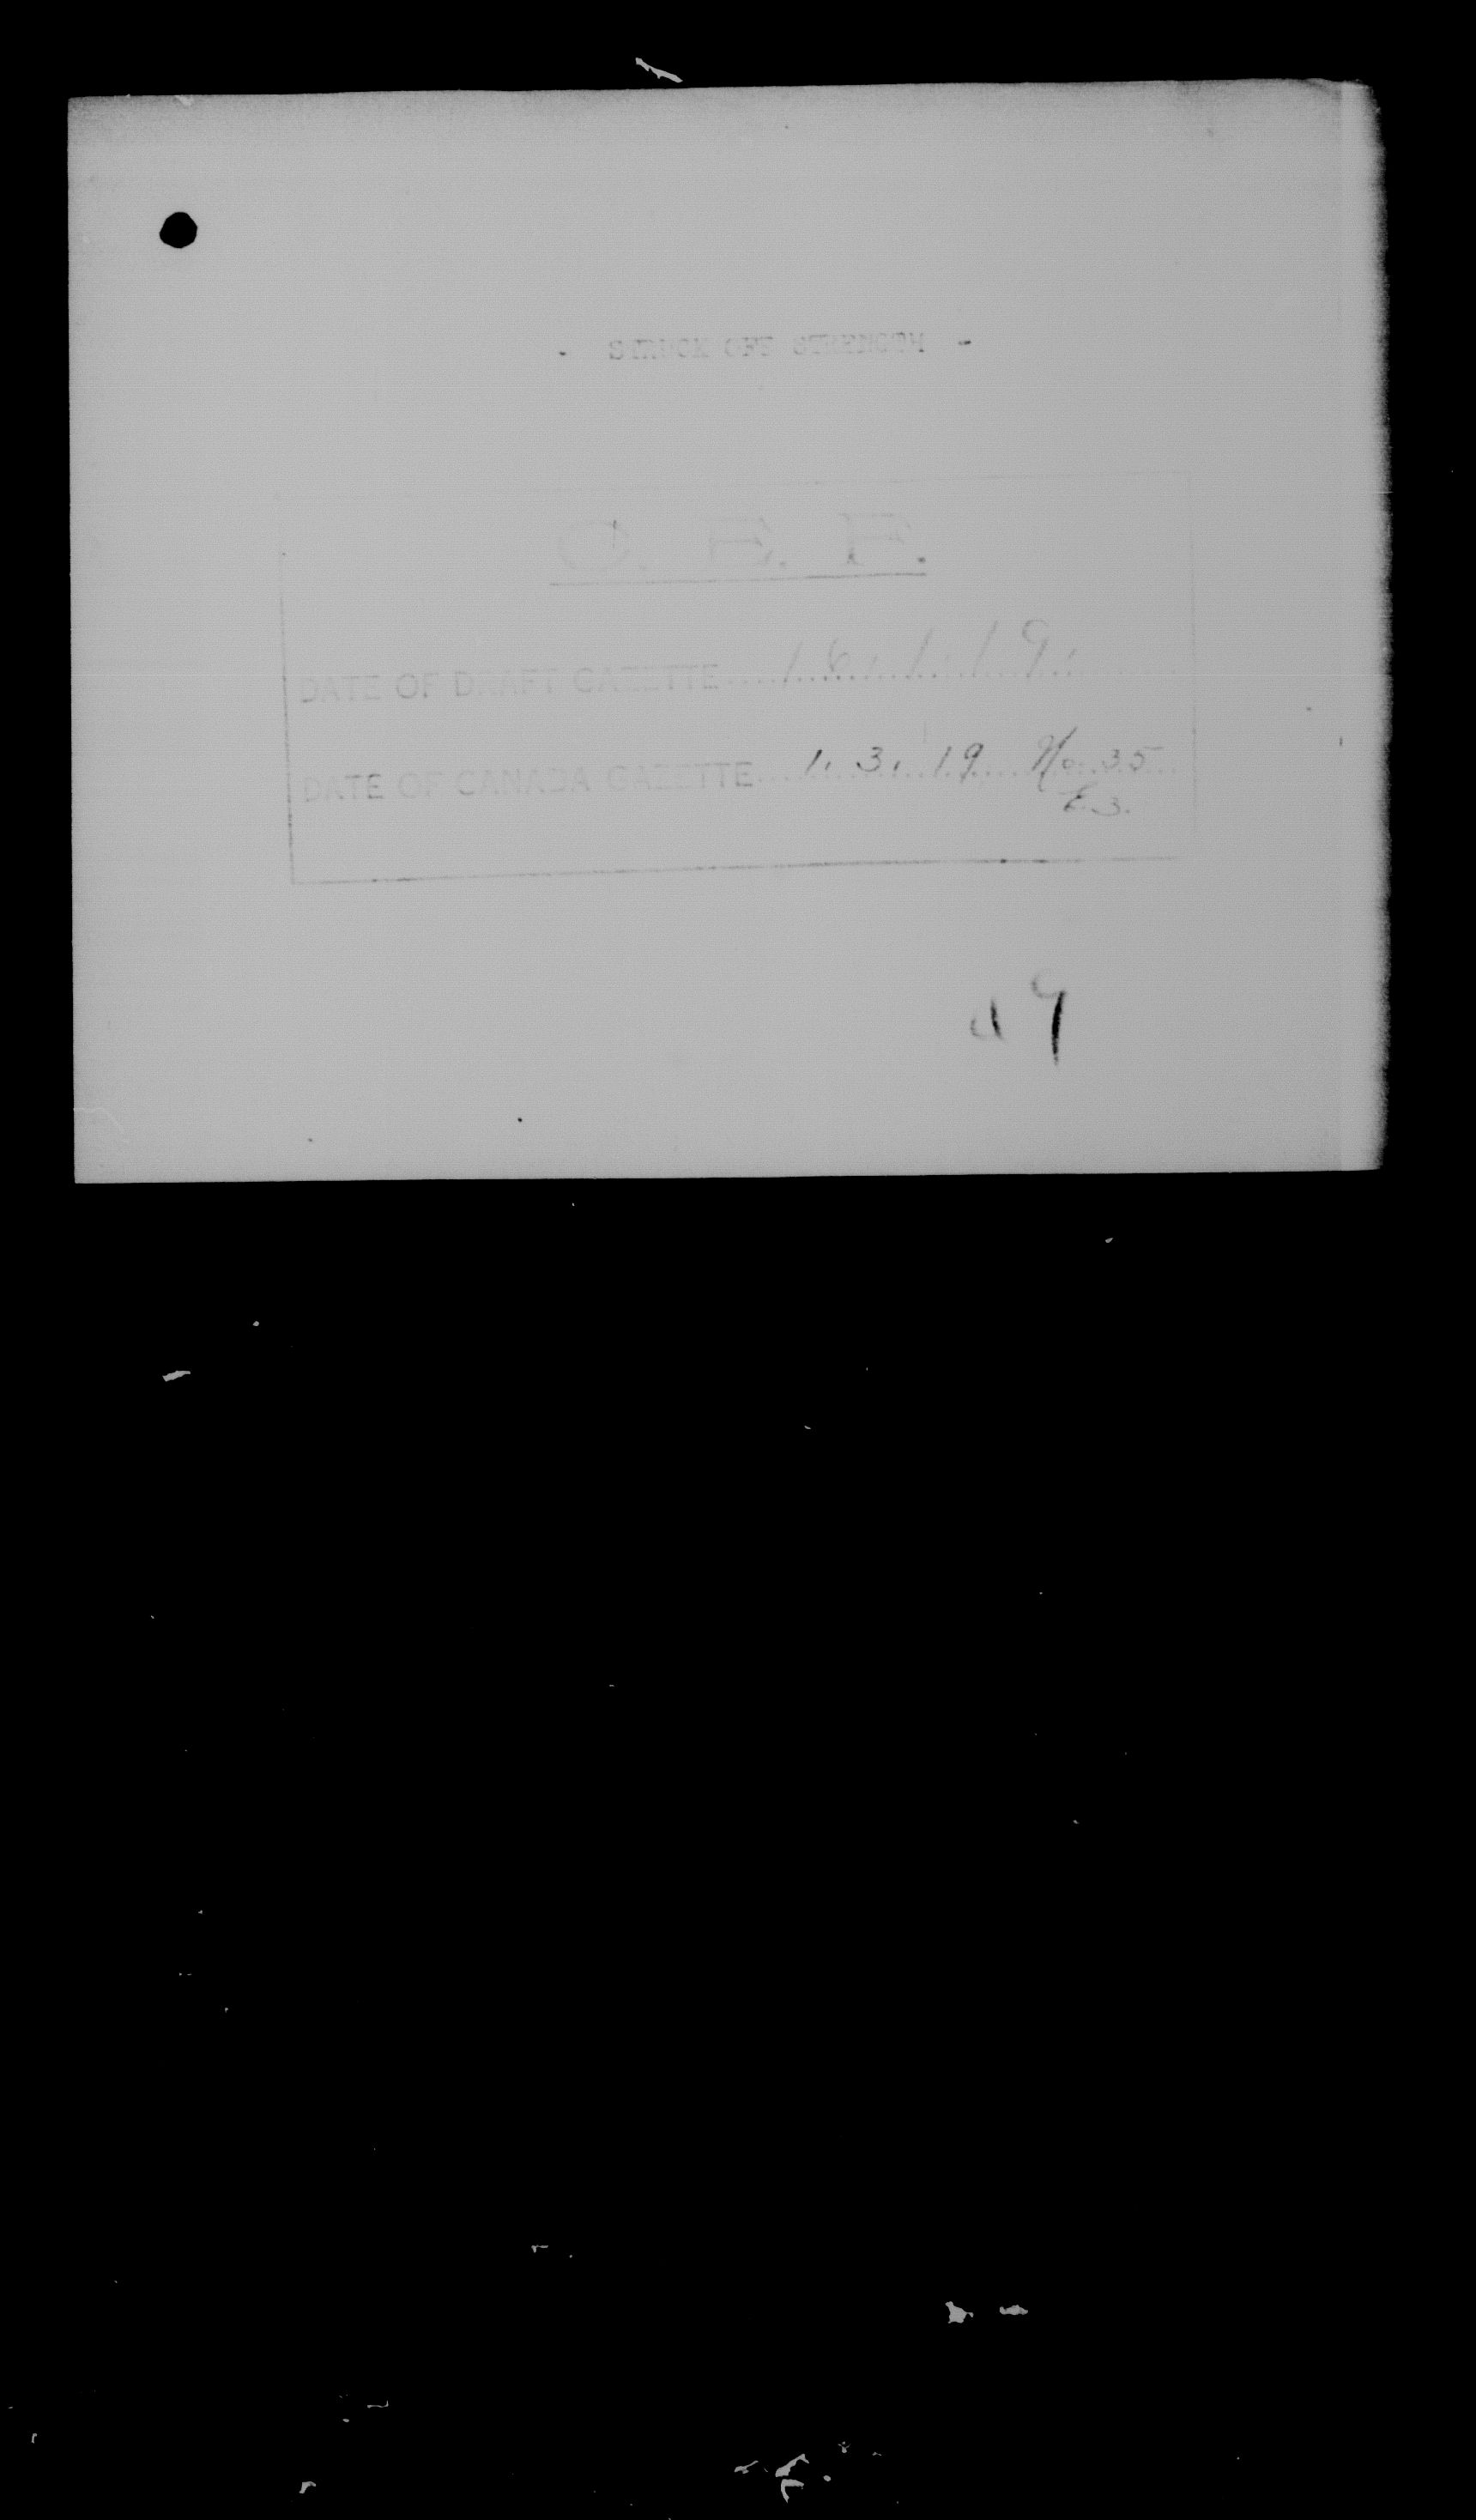 - STRUCK OFF STRENGTH -
C. E. F.
DATE OF DRAFT GAZETTE....16.1.19.
DATE OF CANADA GAZETTE....1.3.19 No. 35
E 3.